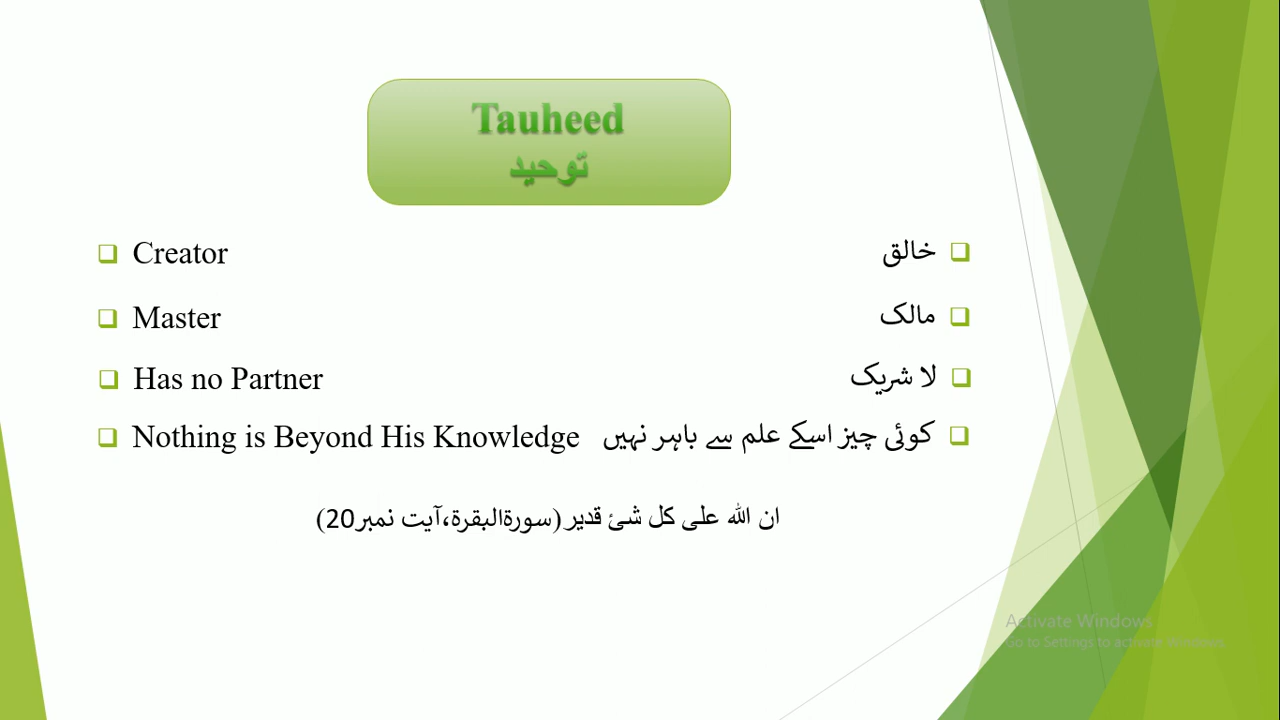 Tauheed
توحید
Creator
خالق
Master
مالک
Has no Partner
لا شریک
Nothing is Beyond His Knowledge
کوئی چیز اسکے علم سے باہر نہیں
ان اللہ علی کل شئ قدیر(سورۃالبقرۃ،آیت نمبر20)
Activate Windows
Go to Settings to activate Windows.